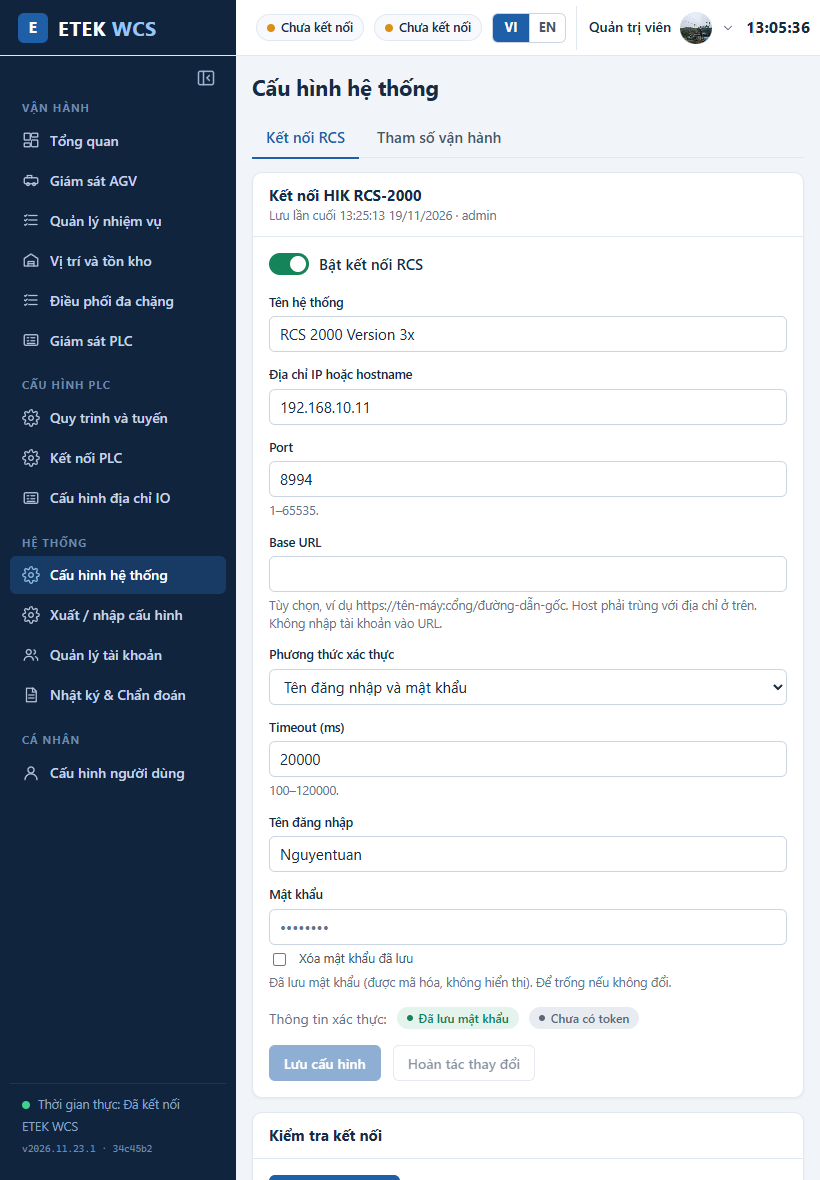 E ETEK WCS
Chưa kết nối
Chưa kết nối
VI EN
Quản trị viên
13:05:36
VẬN HÀNH
Tổng quan
Giám sát AGV
Quản lý nhiệm vụ
Vị trí và tồn kho
Điều phối đa chặng
Giám sát PLC
CẤU HÌNH PLC
Quy trình và tuyến
Kết nối PLC
Cấu hình địa chỉ IO
HỆ THỐNG
Cấu hình hệ thống
Xuất / nhập cấu hình
Quản lý tài khoản
Nhật ký & Chẩn đoán
CÁ NHÂN
Cấu hình người dùng
Thời gian thực: Đã kết nối
ETEK WCS
v2026.11.23.1 · 34c45b2
Cấu hình hệ thống
Kết nối RCS
Tham số vận hành
Kết nối HIK RCS-2000
Lưu lần cuối 13:25:13 19/11/2026 · admin
Bật kết nối RCS
Tên hệ thống
RCS 2000 Version 3x
Địa chỉ IP hoặc hostname
192.168.10.11
Port
8994
1–65535.
Base URL
Tùy chọn, ví dụ https://tên-máy:cổng/đường-dẫn-gốc. Host phải trùng với địa chỉ ở trên.
Không nhập tài khoản vào URL.
Phương thức xác thực
Tên đăng nhập và mật khẩu
Timeout (ms)
20000
100–120000.
Tên đăng nhập
Nguyentuan
Mật khẩu
••••••••
Xóa mật khẩu đã lưu
Đã lưu mật khẩu (được mã hóa, không hiển thị). Để trống nếu không đổi.
Thông tin xác thực:
Đã lưu mật khẩu
Chưa có token
Lưu cấu hình
Hoàn tác thay đổi
Kiểm tra kết nối